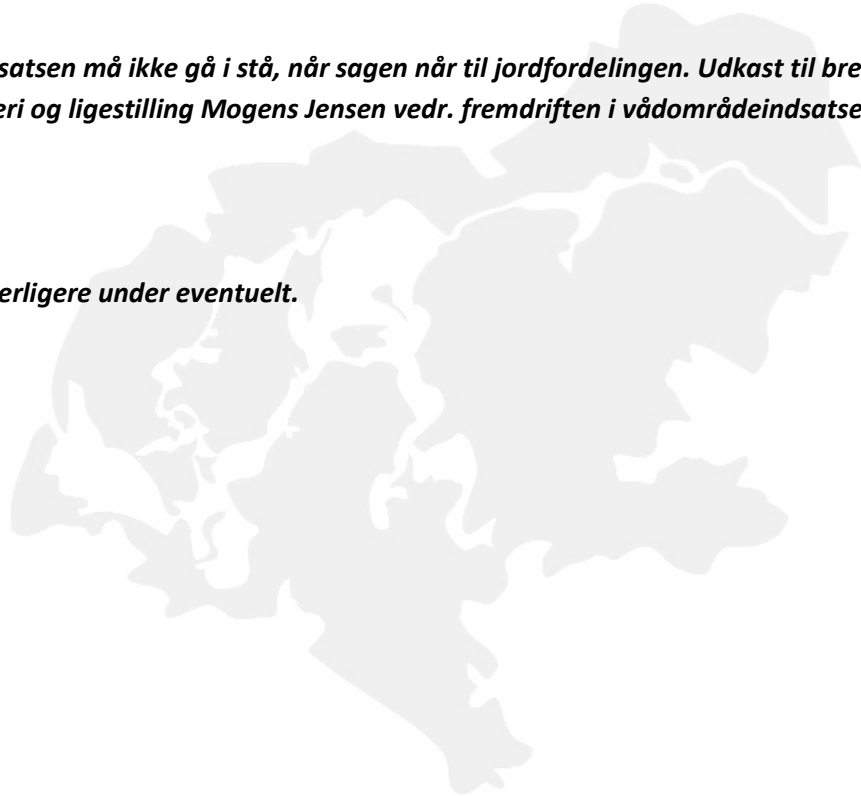 satsen må ikke gå i stå, når sagen når til jordfordelingen. Udkast til bre
eri og ligestilling Mogens Jensen vedr. fremdriften i vådområdeindsatse
erligere under eventuelt.